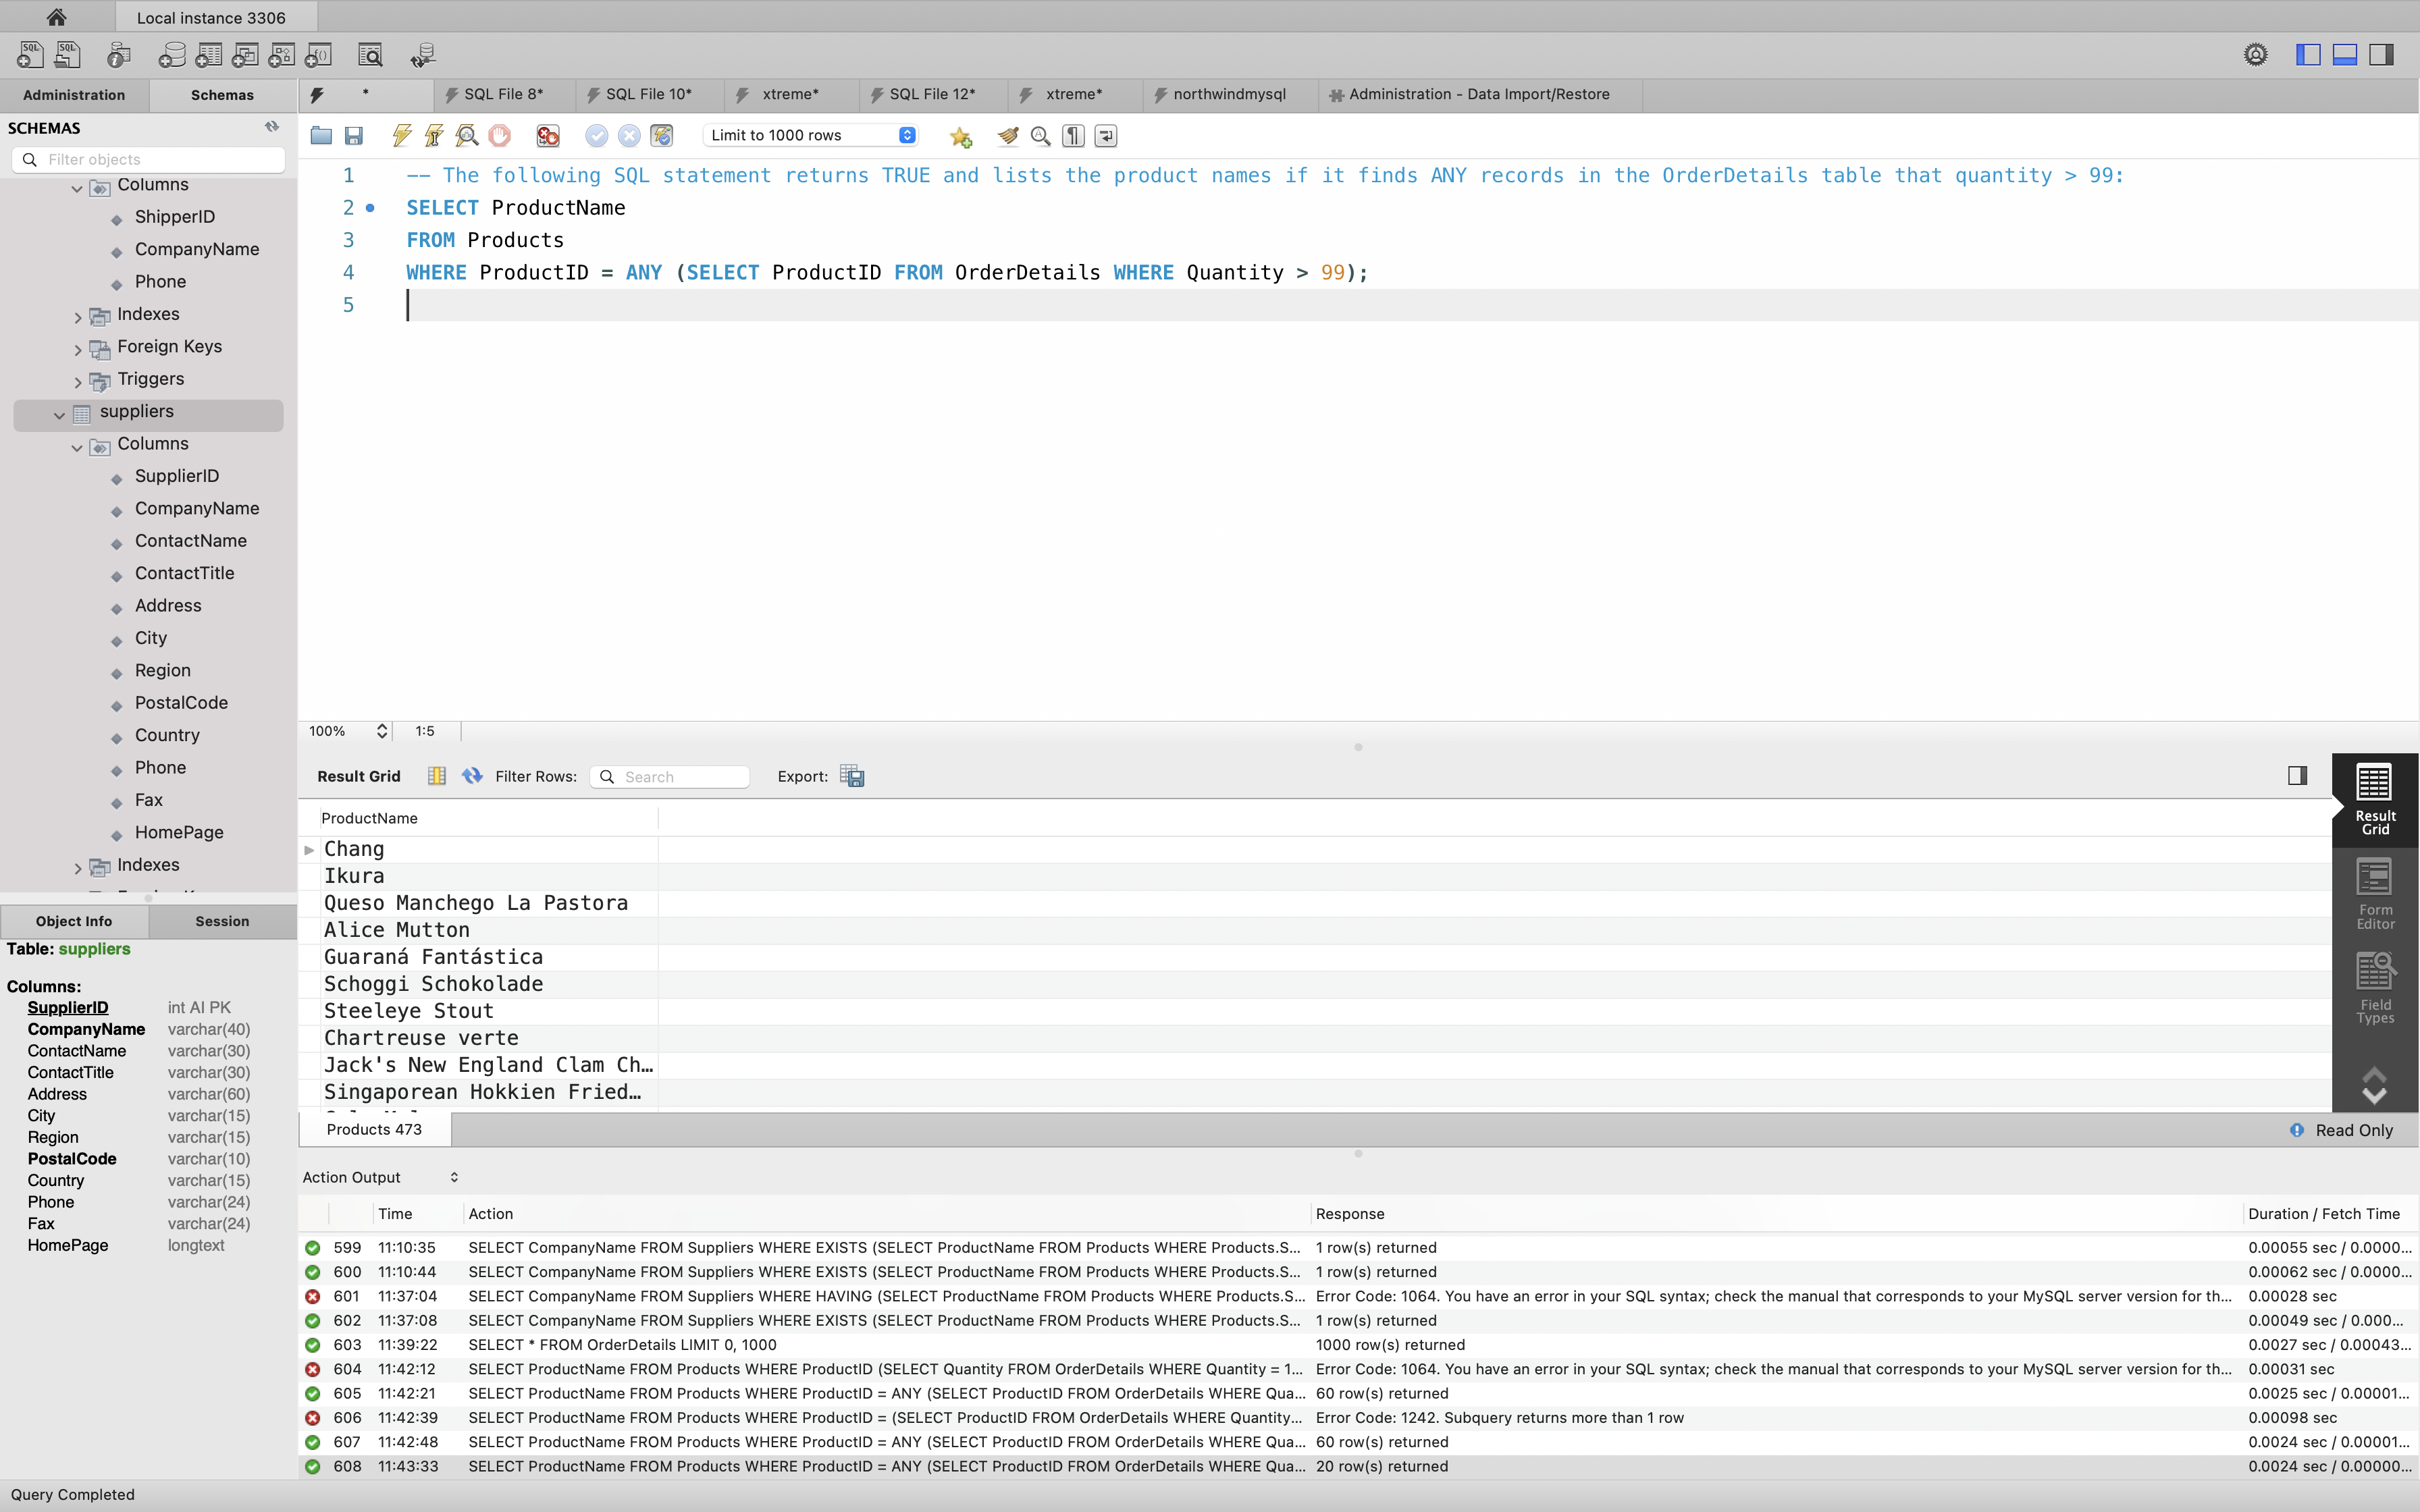 Local instance 3306
Administration
Schemas
*
SQL File 8*
SQL File 10*
xtreme*
SQL File 12*
xtreme*
northwindmysql
Administration - Data Import/Restore
SCHEMAS
Filter objects
Limit to 1000 rows
Columns
ShipperID
CompanyName
Phone
Indexes
Foreign Keys
Triggers
suppliers
Columns
SupplierID
CompanyName
ContactName
ContactTitle
Address
City
Region
PostalCode
Country
Phone
Fax
HomePage
Indexes
1 -- The following SQL statement returns TRUE and lists the product names if it finds ANY records in the OrderDetails table that quantity > 99:
2 SELECT ProductName
3 FROM Products
4 WHERE ProductID = ANY (SELECT ProductID FROM OrderDetails WHERE Quantity > 99);
5
100% 1:5
Result Grid Filter Rows: Search Export:
ProductName
Chang
Ikura
Queso Manchego La Pastora
Alice Mutton
Guaraná Fantástica
Schoggi Schokolade
Steeleye Stout
Chartreuse verte
Jack's New England Clam Ch...
Singaporean Hokkien Fried...
Result
Grid
Form
Editor
Field
Types
Products 473
Read Only
Object Info
Session
Table: suppliers
Columns:
SupplierID int AI PK
CompanyName varchar(40)
ContactName varchar(30)
ContactTitle varchar(30)
Address varchar(60)
City varchar(15)
Region varchar(15)
PostalCode varchar(10)
Country varchar(15)
Phone varchar(24)
Fax varchar(24)
HomePage longtext
Action Output
Time Action Response Duration / Fetch Time
599 11:10:35 SELECT CompanyName FROM Suppliers WHERE EXISTS (SELECT ProductName FROM Products WHERE Products.S... 1 row(s) returned 0.00055 sec / 0.0000...
600 11:10:44 SELECT CompanyName FROM Suppliers WHERE EXISTS (SELECT ProductName FROM Products WHERE Products.S... 1 row(s) returned 0.00062 sec / 0.0000...
601 11:37:04 SELECT CompanyName FROM Suppliers WHERE HAVING (SELECT ProductName FROM Products WHERE Products.S... Error Code: 1064. You have an error in your SQL syntax; check the manual that corresponds to your MySQL server version for th... 0.00028 sec
602 11:37:08 SELECT CompanyName FROM Suppliers WHERE EXISTS (SELECT ProductName FROM Products WHERE Products.S... 1 row(s) returned 0.00049 sec / 0.000...
603 11:39:22 SELECT * FROM OrderDetails LIMIT 0, 1000 1000 row(s) returned 0.0027 sec / 0.00043...
604 11:42:12 SELECT ProductName FROM Products WHERE ProductID (SELECT Quantity FROM OrderDetails WHERE Quantity = 1... Error Code: 1064. You have an error in your SQL syntax; check the manual that corresponds to your MySQL server version for th... 0.00031 sec
605 11:42:21 SELECT ProductName FROM Products WHERE ProductID = ANY (SELECT ProductID FROM OrderDetails WHERE Qua... 60 row(s) returned 0.0025 sec / 0.00001...
606 11:42:39 SELECT ProductName FROM Products WHERE ProductID = (SELECT ProductID FROM OrderDetails WHERE Quantity... Error Code: 1242. Subquery returns more than 1 row 0.00098 sec
607 11:42:48 SELECT ProductName FROM Products WHERE ProductID = ANY (SELECT ProductID FROM OrderDetails WHERE Qua... 60 row(s) returned 0.0024 sec / 0.00001...
608 11:43:33 SELECT ProductName FROM Products WHERE ProductID = ANY (SELECT ProductID FROM OrderDetails WHERE Qua... 20 row(s) returned 0.0024 sec / 0.00000...
Query Completed